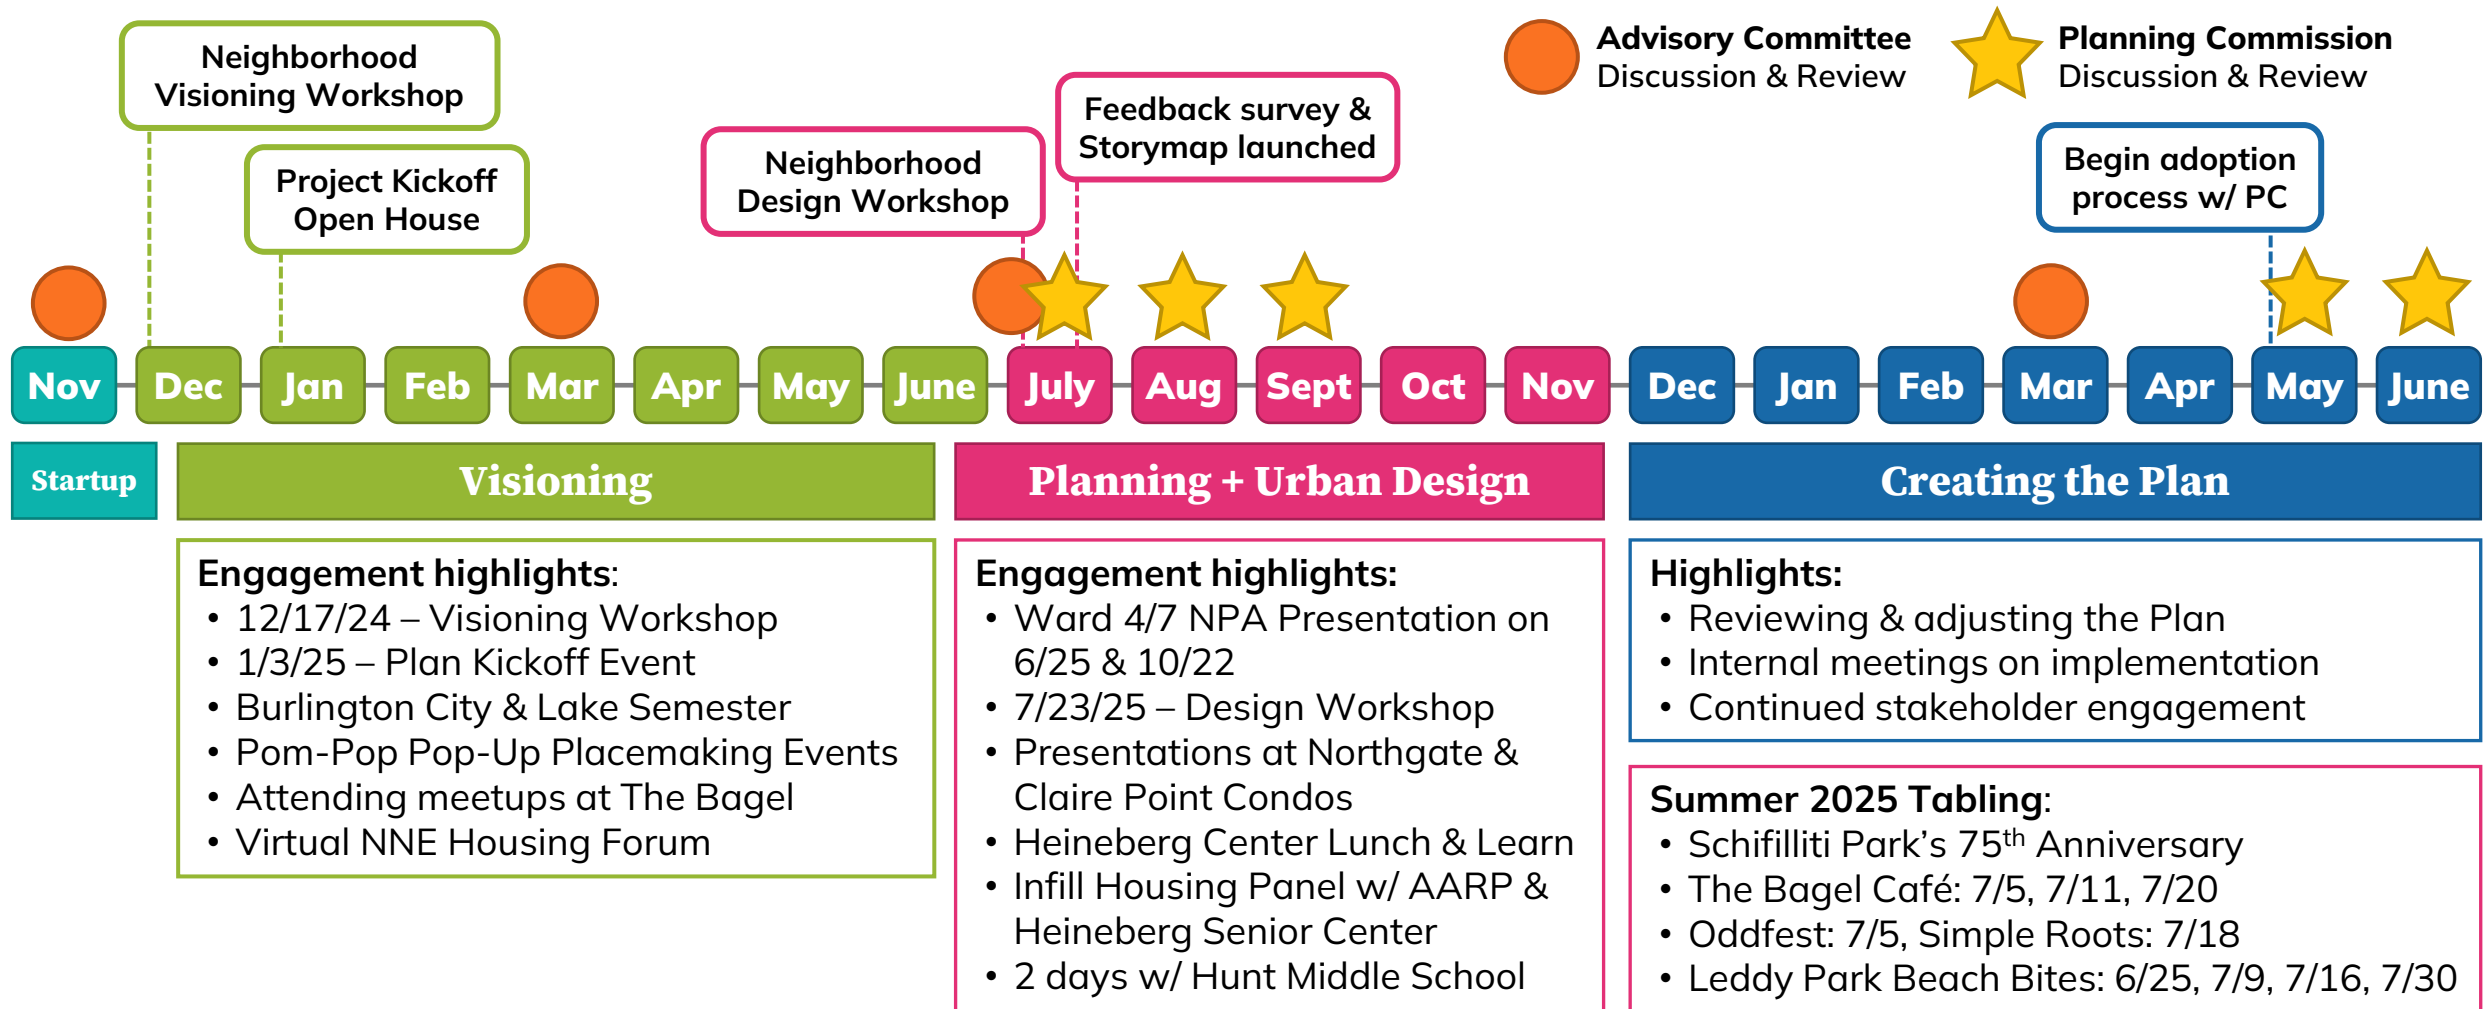 Neighborhood
Visioning Workshop
Project Kickoff
Open House
Neighborhood
Design Workshop
Feedback survey &
Storymap launched
Advisory Committee
Discussion & Review
Planning Commission
Discussion & Review
Begin adoption
process w/ PC
Nov Dec Jan Feb Mar Apr May June July Aug Sept Oct Nov Dec Jan Feb Mar Apr May June
Startup Visioning Planning + Urban Design Creating the Plan
Engagement highlights:
• 12/17/24 – Visioning Workshop
• 1/3/25 – Plan Kickoff Event
• Burlington City & Lake Semester
• Pom-Pop Pop-Up Placemaking Events
• Attending meetups at The Bagel
• Virtual NNE Housing Forum
Engagement highlights:
• Ward 4/7 NPA Presentation on
6/25 & 10/22
• 7/23/25 – Design Workshop
• Presentations at Northgate &
Claire Point Condos
• Heineberg Center Lunch & Learn
• Infill Housing Panel w/ AARP &
Heineberg Senior Center
• 2 days w/ Hunt Middle School
Highlights:
• Reviewing & adjusting the Plan
• Internal meetings on implementation
• Continued stakeholder engagement
Summer 2025 Tabling:
• Schifilliti Park’s 75th Anniversary
• The Bagel Café: 7/5, 7/11, 7/20
• Oddfest: 7/5, Simple Roots: 7/18
• Leddy Park Beach Bites: 6/25, 7/9, 7/16, 7/30